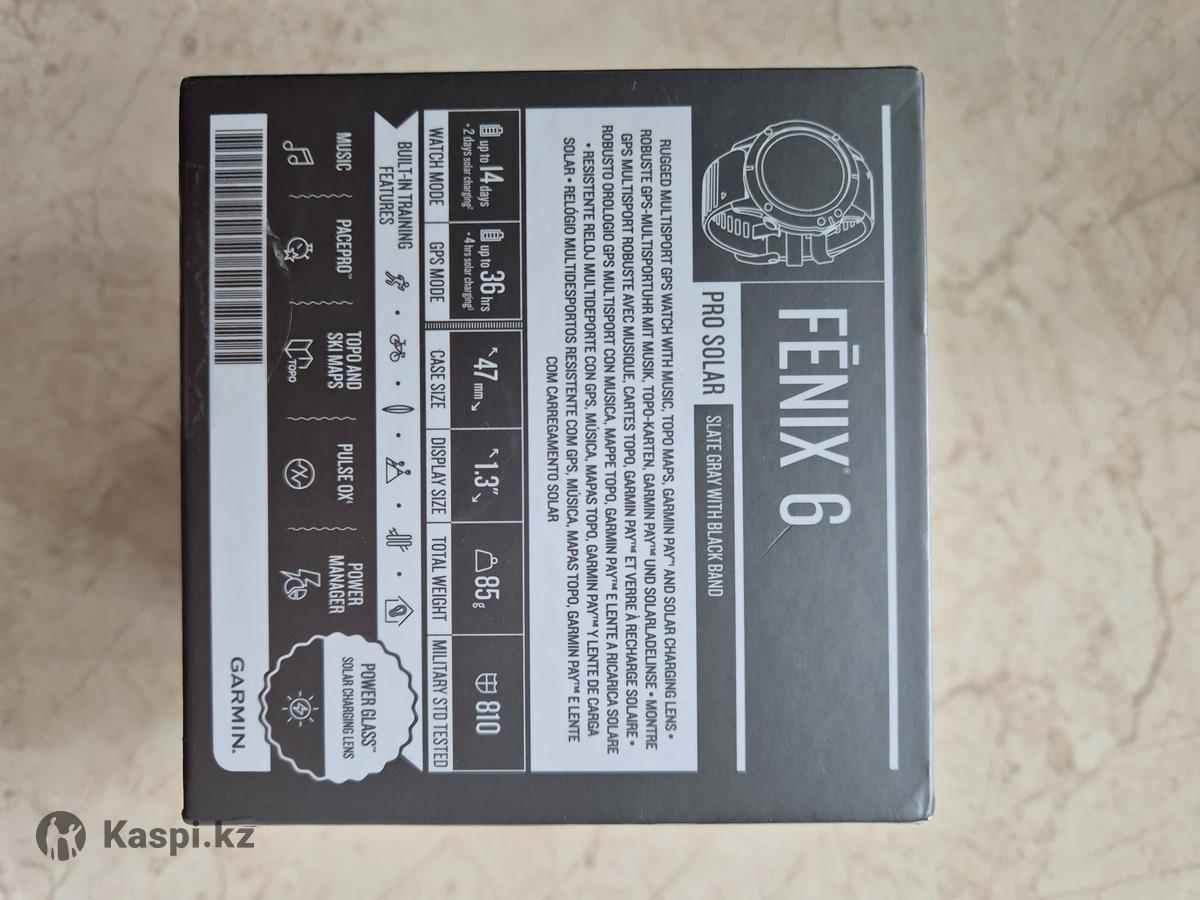 FĒNIX® 6
PRO SOLAR
SLATE GRAY WITH BLACK BAND
RUGGED MULTISPORT GPS WATCH WITH MUSIC, TOPO MAPS, GARMIN PAY™ AND SOLAR CHARGING LENS •
ROBUSTE GPS-MULTISPORTUHR MIT MUSIK, TOPO-KARTEN, GARMIN PAY™ UND SOLARLADELINSE • MONTRE
GPS MULTISPORT ROBUSTE AVEC MUSIQUE, CARTES TOPO, GARMIN PAY™ ET VERRE À RECHARGE SOLAIRE •
ROBUSTO OROLOGIO GPS MULTISPORT CON MUSICA, MAPPE TOPO, GARMIN PAY™ E LENTE A RICARICA SOLARE
• RESISTENTE RELOJ MULTIDEPORTE CON GPS, MÚSICA, MAPAS TOPO, GARMIN PAY™ Y LENTE DE CARGA
SOLAR • RELÓGIO MULTIDESPORTOS RESISTENTE COM GPS, MÚSICA, MAPAS TOPO, GARMIN PAY™ E LENTE
COM CARREGAMENTO SOLAR
up to 14 days
• 2 days solar charging²
WATCH MODE
up to 36 hrs
• 4 hrs solar charging³
GPS MODE
47 mm
CASE SIZE
1.3"
DISPLAY SIZE
85g
TOTAL WEIGHT
810
MILITARY STD TESTED
BUILT-IN TRAINING
FEATURES
MUSIC
PACEPRO™
TOPO AND
SKI MAPS
TOPO
PULSE OX⁴
POWER
MANAGER
POWER GLASS™
SOLAR CHARGING LENS
GARMIN.
Kaspi.kz